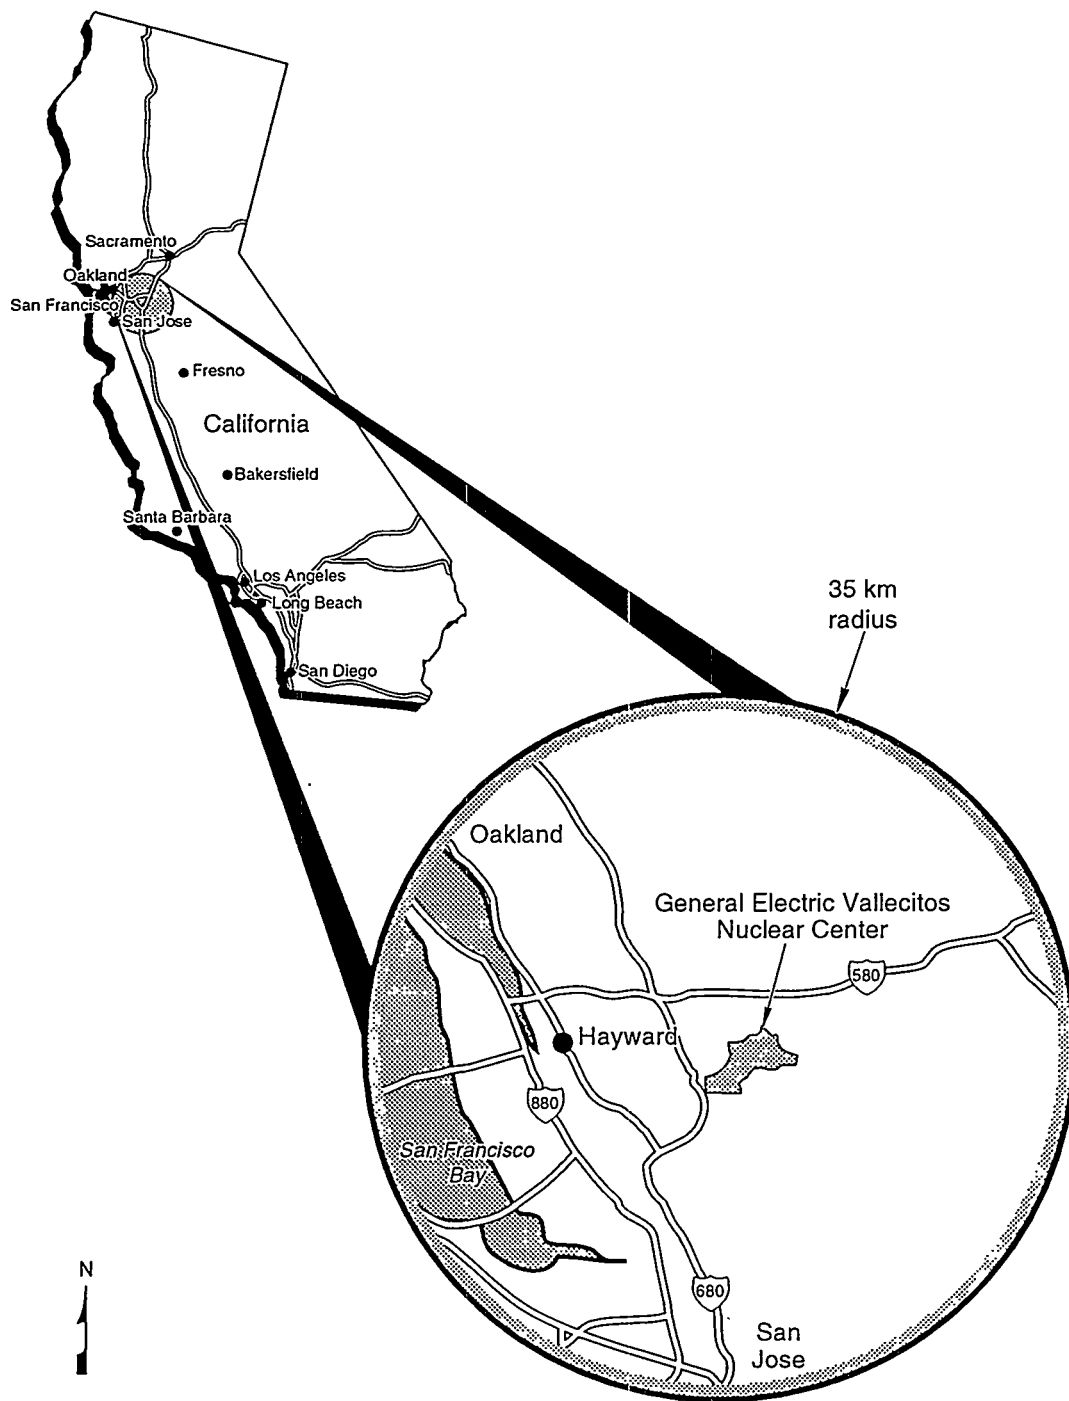 Sacramento
Oakland
San Francisco
San Jose
Fresno
California
Bakersfield
Santa Barbara
Los Angeles
Long Beach
San Diego
35 km
radius
Oakland
General Electric Vallecitos
Nuclear Center
580
Hayward
880
San Francisco
Bay
N
680
San
Jose